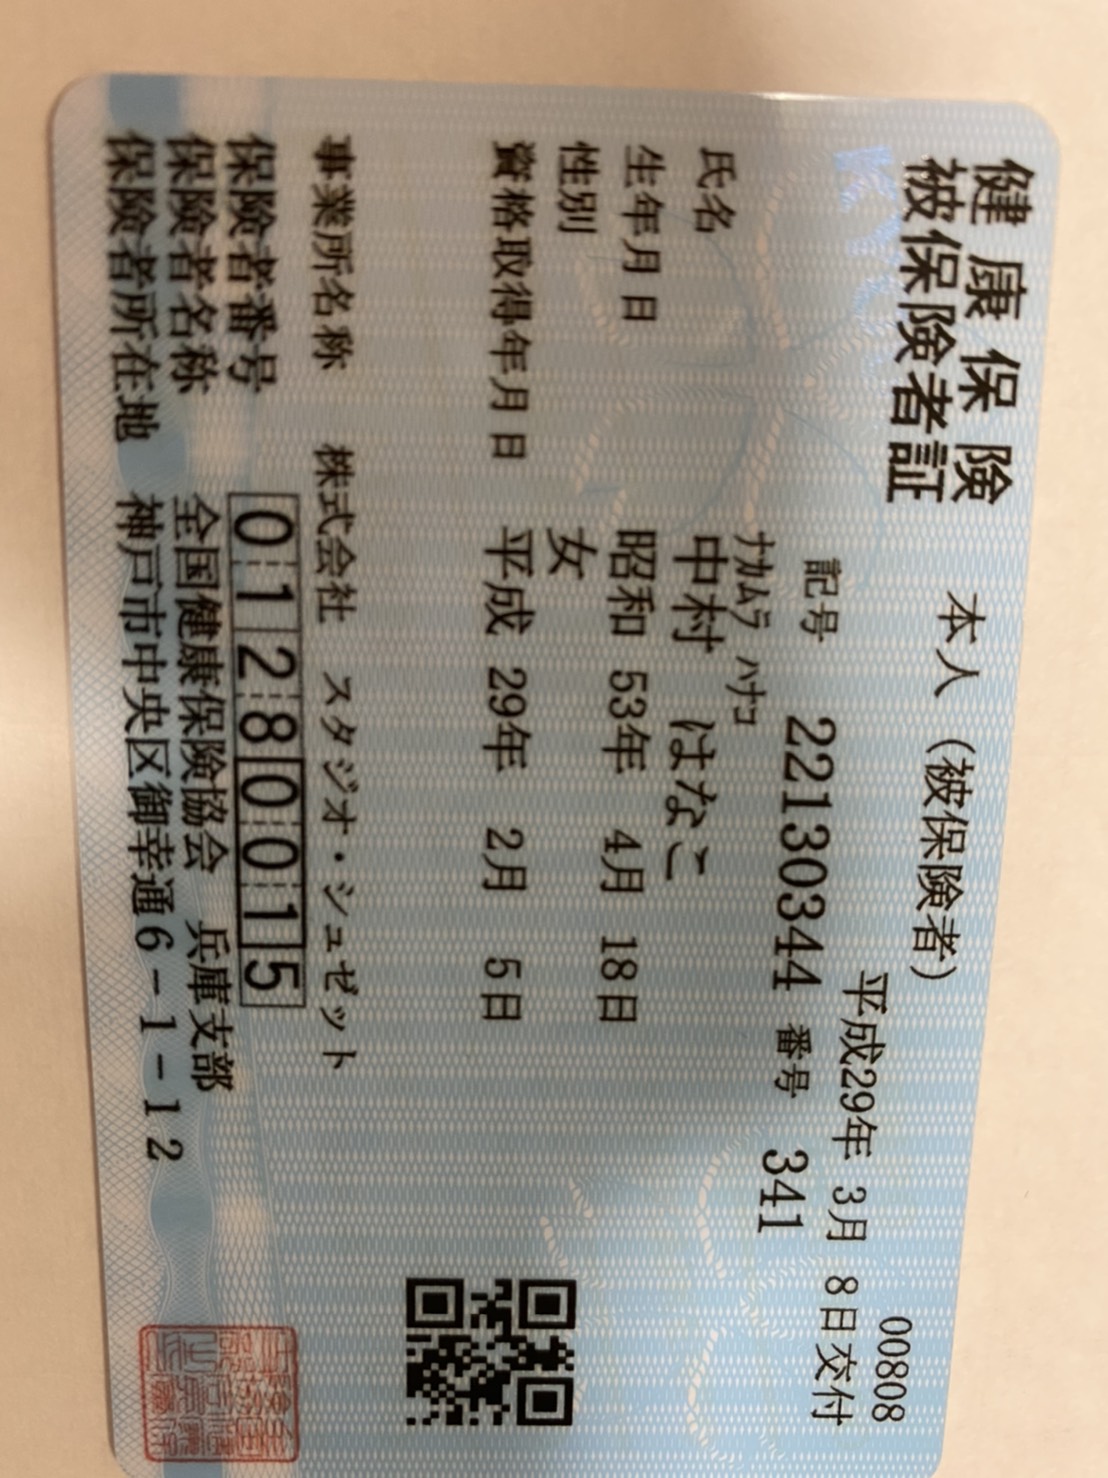 健康保険
被保険者証
本人（被保険者）
00808
平成29年 3月 8日交付
記号 22130344 番号 341
ﾅｶﾑﾗ ﾊﾅｺ
氏名 中村 はなこ
生年月日 昭和 53年 4月 18日
性別 女
資格取得年月日 平成 29年 2月 5日
事業所名称 株式会社 スタジオ・シュゼット
保険者番号 01280015
保険者名称 全国健康保険協会 兵庫支部
保険者所在地 神戸市中央区御幸通6-1-12